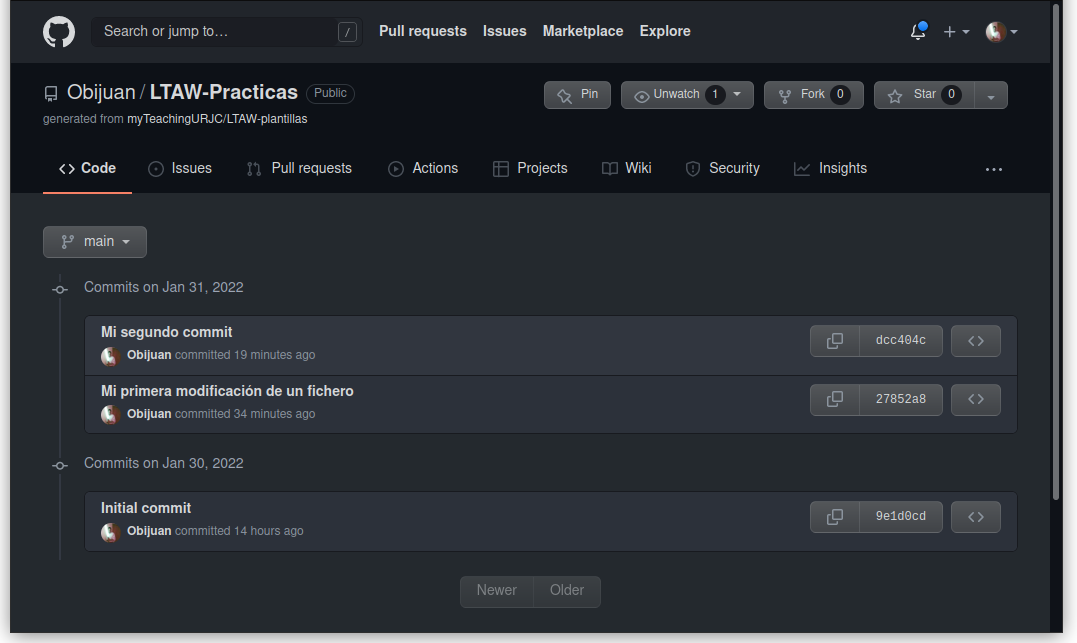 Search or jump to… / Pull requests Issues Marketplace Explore
Obijuan / LTAW-Practicas Public Pin Unwatch 1 Fork 0 Star 0
generated from myTeachingURJC/LTAW-plantillas
Code Issues Pull requests Actions Projects Wiki Security Insights ...
main
Commits on Jan 31, 2022
Mi segundo commit
Obijuan committed 19 minutes ago dcc404c
Mi primera modificación de un fichero
Obijuan committed 34 minutes ago 27852a8
Commits on Jan 30, 2022
Initial commit
Obijuan committed 14 hours ago 9e1d0cd
Newer Older